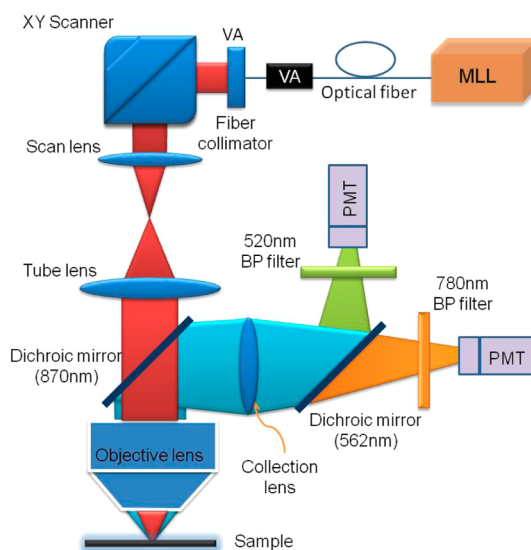 XY Scanner
VA
VA
MLL
Optical fiber
Fiber
collimator
Scan lens
PMT
520nm
BP filter
Tube lens
780nm
BP filter
Dichroic mirror
(870nm)
PMT
Dichroic mirror
(562nm)
Objective lens
Collection
lens
Sample